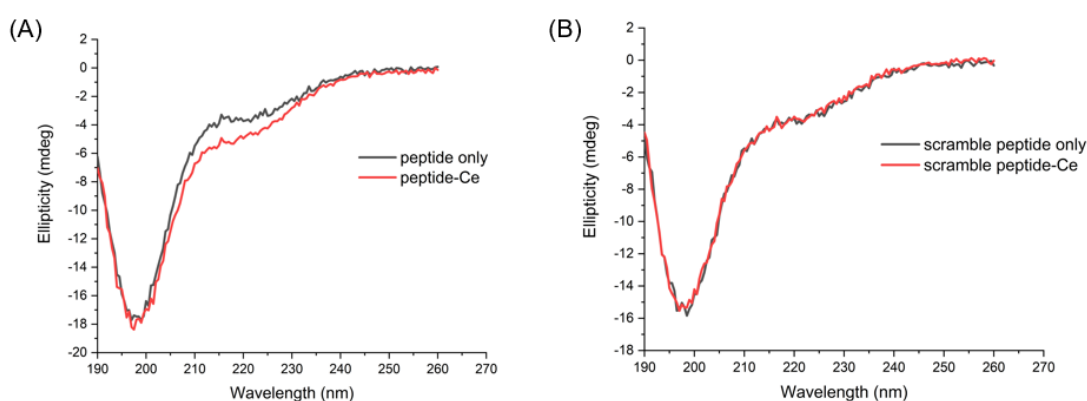 (A)
(B)
2
0
-2
-4
-6
-8
-10
-12
-14
-16
-18
-20
Ellipticity (mdeg)
peptide only
peptide-Ce
190 200 210 220 230 240 250 260 270
Wavelength (nm)
2
0
-2
-4
-6
-8
-10
-12
-14
-16
-18
Ellipticity (mdeg)
scramble peptide only
scramble peptide-Ce
190 200 210 220 230 240 250 260 270
Wavelength (nm)